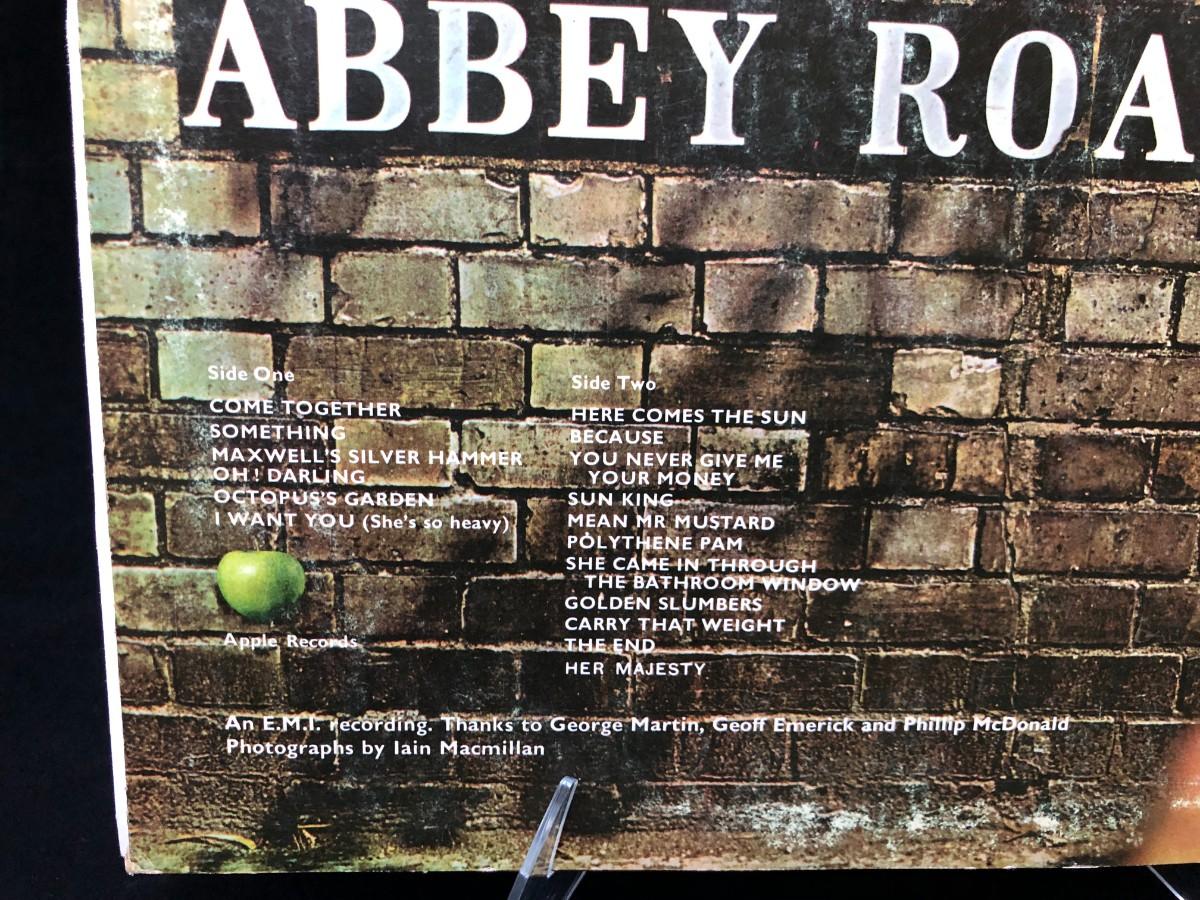 ABBEY ROA
Side One
COME TOGETHER
SOMETHING
MAXWELL'S SILVER HAMMER
OH! DARLING
OCTOPUS'S GARDEN
I WANT YOU (She's so heavy)
Apple Records
Side Two
HERE COMES THE SUN
BECAUSE
YOU NEVER GIVE ME
YOUR MONEY
SUN KING
MEAN MR MUSTARD
POLYTHENE PAM
SHE CAME IN THROUGH
THE BATHROOM WINDOW
GOLDEN SLUMBERS
CARRY THAT WEIGHT
THE END
HER MAJESTY
An E.M.I. recording. Thanks to George Martin, Geoff Emerick and Phillip McDonald
Photographs by Iain Macmillan